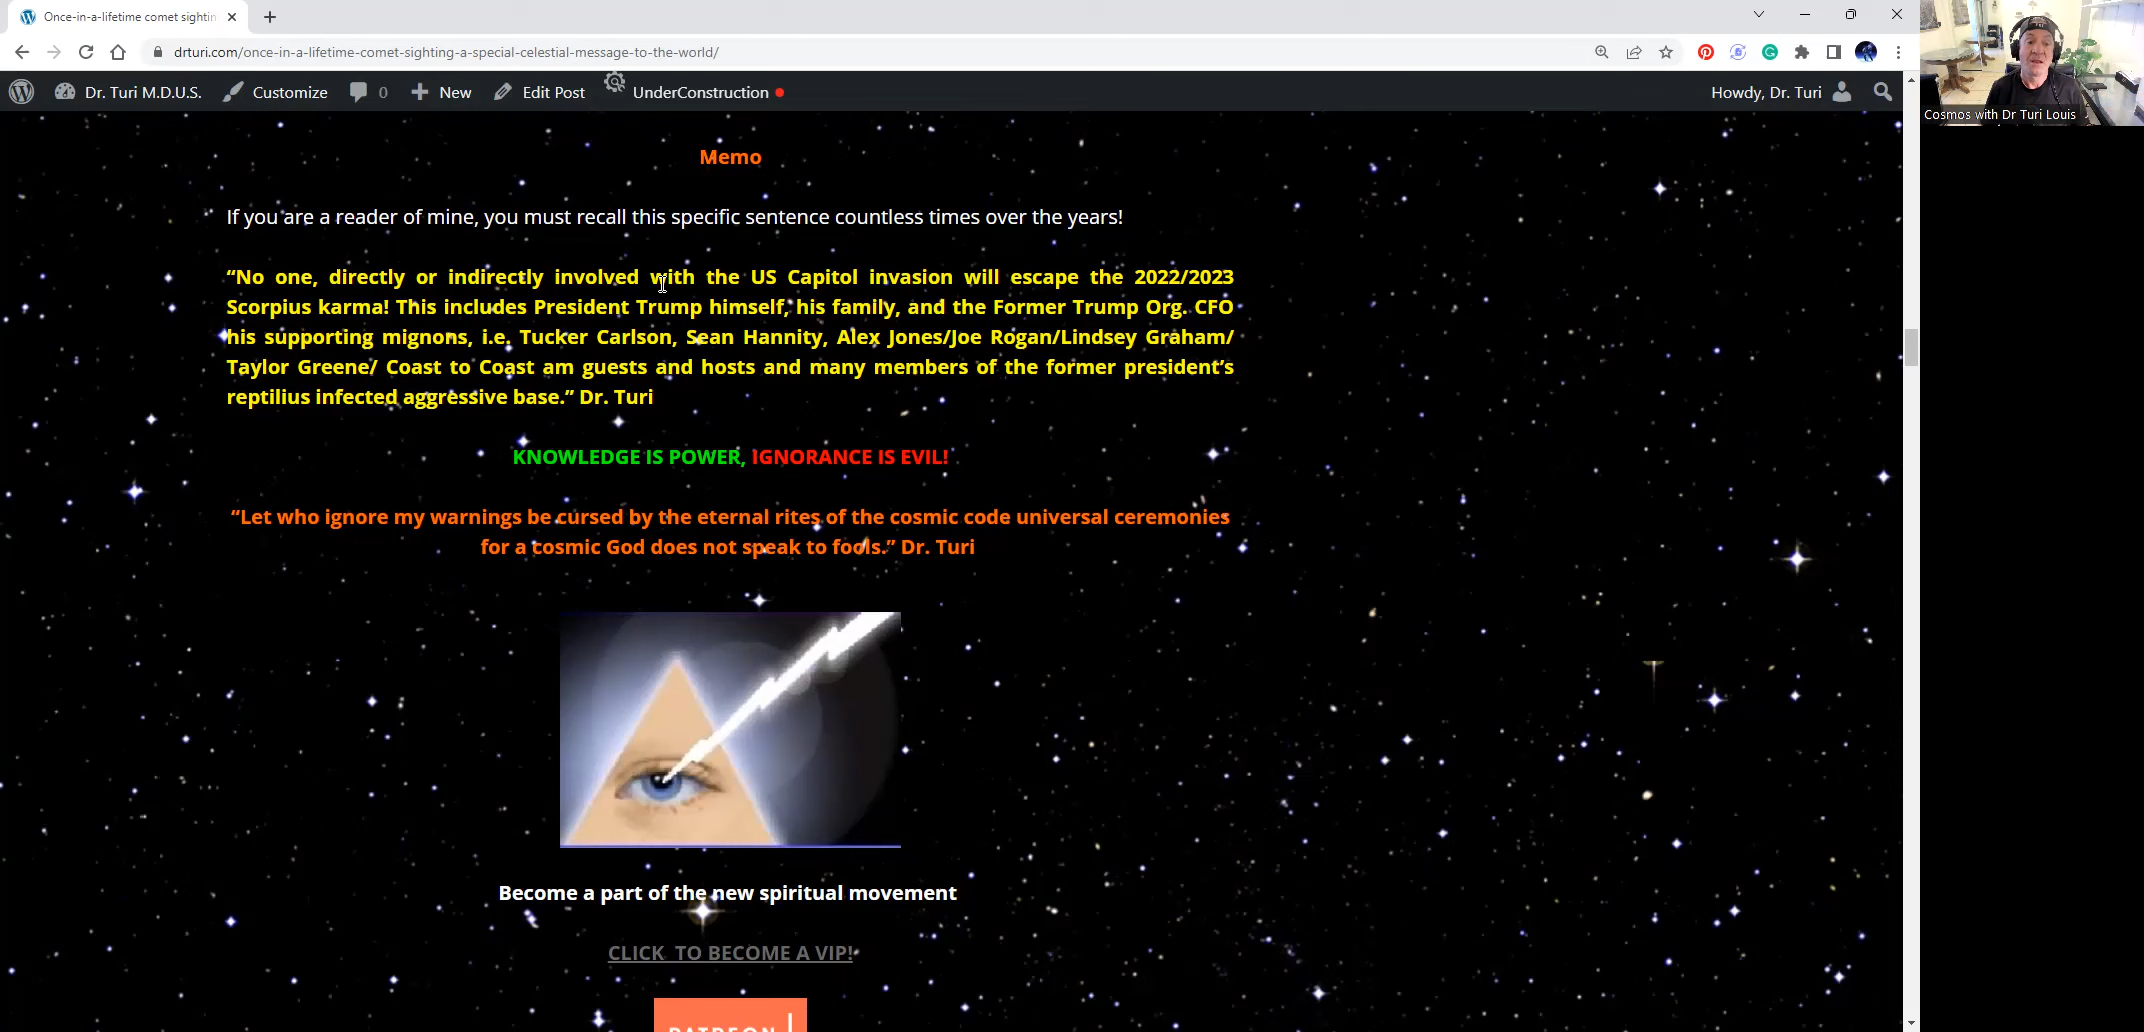 Once-in-a-lifetime comet sightin
drturi.com/once-in-a-lifetime-comet-sighting-a-special-celestial-message-to-the-world/
Dr. Turi M.D.U.S. Customize 0 New Edit Post UnderConstruction Howdy, Dr. Turi
Cosmos with Dr Turi Louis
Memo
If you are a reader of mine, you must recall this specific sentence countless times over the years!
“No one, directly or indirectly involved with the US Capitol invasion will escape the 2022/2023
Scorpius karma! This includes President Trump himself, his family, and the Former Trump Org. CFO
his supporting mignons, i.e. Tucker Carlson, Sean Hannity, Alex Jones/Joe Rogan/Lindsey Graham/
Taylor Greene/ Coast to Coast am guests and hosts and many members of the former president’s
reptilius infected aggressive base.” Dr. Turi
KNOWLEDGE IS POWER, IGNORANCE IS EVIL!
“Let who ignore my warnings be cursed by the eternal rites of the cosmic code universal ceremonies
for a cosmic God does not speak to fools.” Dr. Turi
Become a part of the new spiritual movement
CLICK TO BECOME A VIP!
PATREON